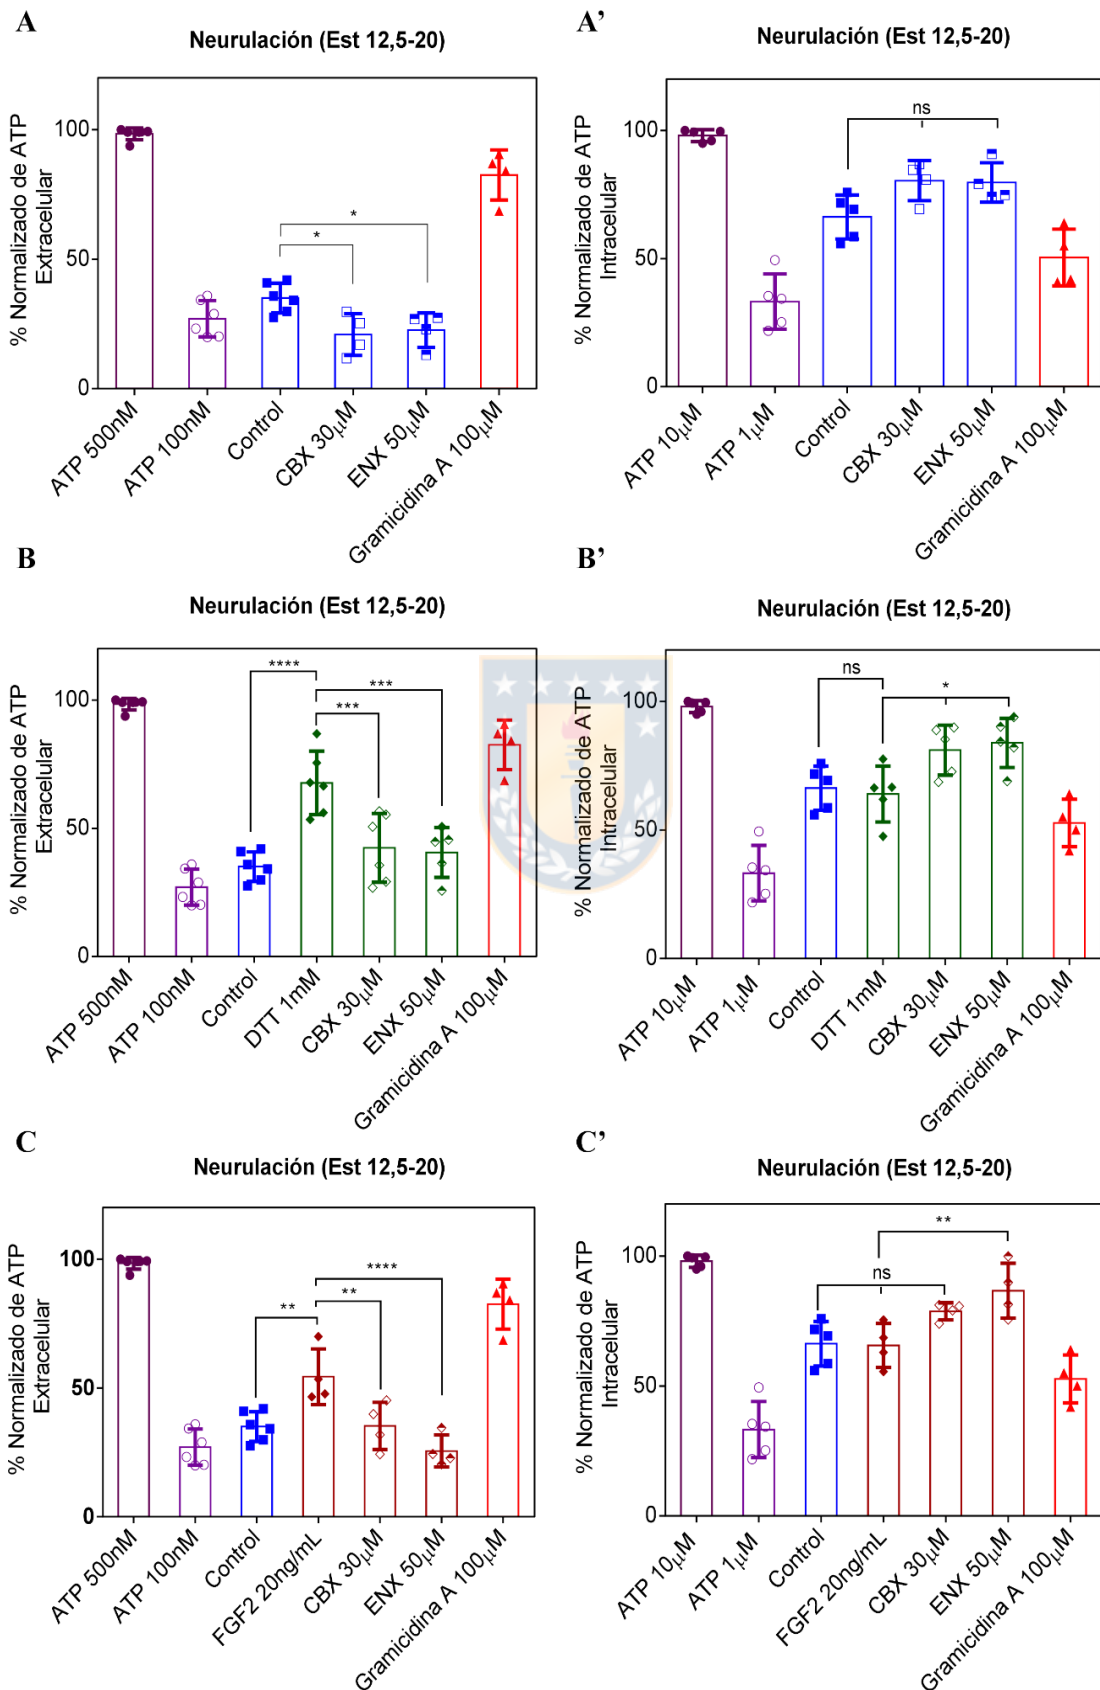 A
Neurulación (Est 12,5-20)
% Normalizado de ATP
Extracelular
100
50
0
*
*
ATP 500nM
ATP 100nM
Control
CBX 30µM
ENX 50µM
Gramicidina A 100µM
A’
Neurulación (Est 12,5-20)
% Normalizado de ATP
Intracelular
100
50
0
ns
ATP 10µM
ATP 1µM
Control
CBX 30µM
ENX 50µM
Gramicidina A 100µM
B
Neurulación (Est 12,5-20)
% Normalizado de ATP
Extracelular
100
50
0
****
***
***
ATP 500nM
ATP 100nM
Control
DTT 1mM
CBX 30µM
ENX 50µM
Gramicidina A 100µM
B’
Neurulación (Est 12,5-20)
% Normalizado de ATP
Intracelular
100
50
0
ns
*
ATP 10µM
ATP 1µM
Control
DTT 1mM
CBX 30µM
ENX 50µM
Gramicidina A 100µM
C
Neurulación (Est 12,5-20)
% Normalizado de ATP
Extracelular
100
50
0
****
**
**
ATP 500nM
ATP 100nM
Control
FGF2 20ng/mL
CBX 30µM
ENX 50µM
Gramicidina A 100µM
C’
Neurulación (Est 12,5-20)
% Normalizado de ATP
Intracelular
100
50
0
**
ns
ATP 10µM
ATP 1µM
Control
FGF2 20ng/mL
CBX 30µM
ENX 50µM
Gramicidina A 100µM